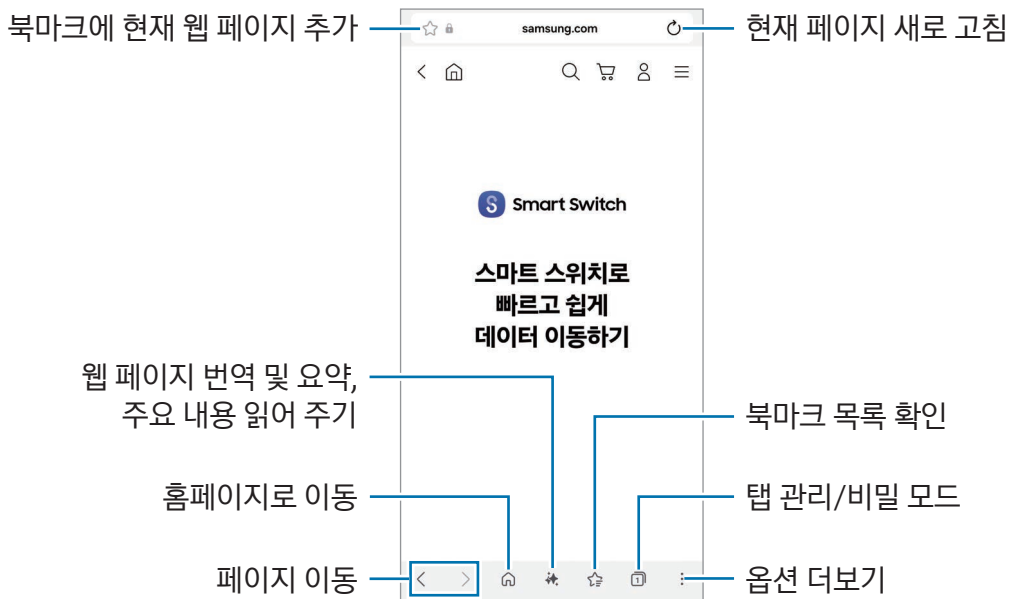 북마크에 현재 웹 페이지 추가
samsung.com
현재 페이지 새로 고침
S Smart Switch
스마트 스위치로
빠르고 쉽게
데이터 이동하기
웹 페이지 번역 및 요약,
주요 내용 읽어 주기
북마크 목록 확인
홈페이지로 이동
탭 관리/비밀 모드
페이지 이동
1
옵션 더보기